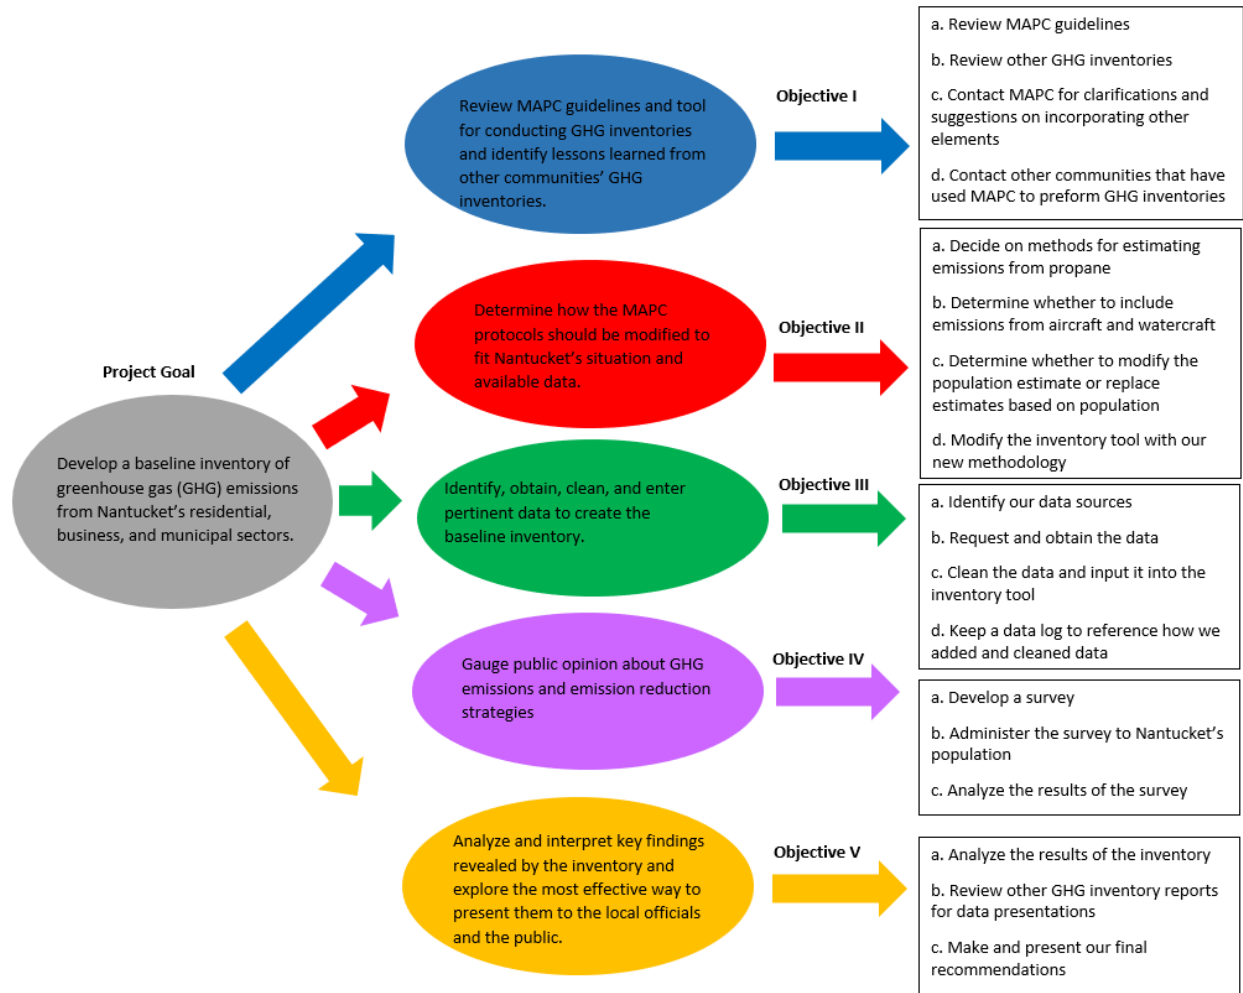 Project Goal
Develop a baseline inventory of
greenhouse gas (GHG) emissions
from Nantucket's residential,
business, and municipal sectors.
Review MAPC guidelines and tool
for conducting GHG inventories
and identify lessons learned from
other communities' GHG
inventories.
Objective I
a. Review MAPC guidelines
b. Review other GHG inventories
c. Contact MAPC for clarifications and
suggestions on incorporating other
elements
d. Contact other communities that have
used MAPC to preform GHG inventories
Determine how the MAPC
protocols should be modified to
fit Nantucket's situation and
available data.
Objective II
a. Decide on methods for estimating
emissions from propane
b. Determine whether to include
emissions from aircraft and watercraft
c. Determine whether to modify the
population estimate or replace
estimates based on population
d. Modify the inventory tool with our
new methodology
Identify, obtain, clean, and enter
pertinent data to create the
baseline inventory.
Objective III
a. Identify our data sources
b. Request and obtain the data
c. Clean the data and input it into the
inventory tool
d. Keep a data log to reference how we
added and cleaned data
Gauge public opinion about GHG
emissions and emission reduction
strategies
Objective IV
a. Develop a survey
b. Administer the survey to Nantucket's
population
c. Analyze the results of the survey
Analyze and interpret key findings
revealed by the inventory and
explore the most effective way to
present them to the local officials
and the public.
Objective V
a. Analyze the results of the inventory
b. Review other GHG inventory reports
for data presentations
c. Make and present our final
recommendations